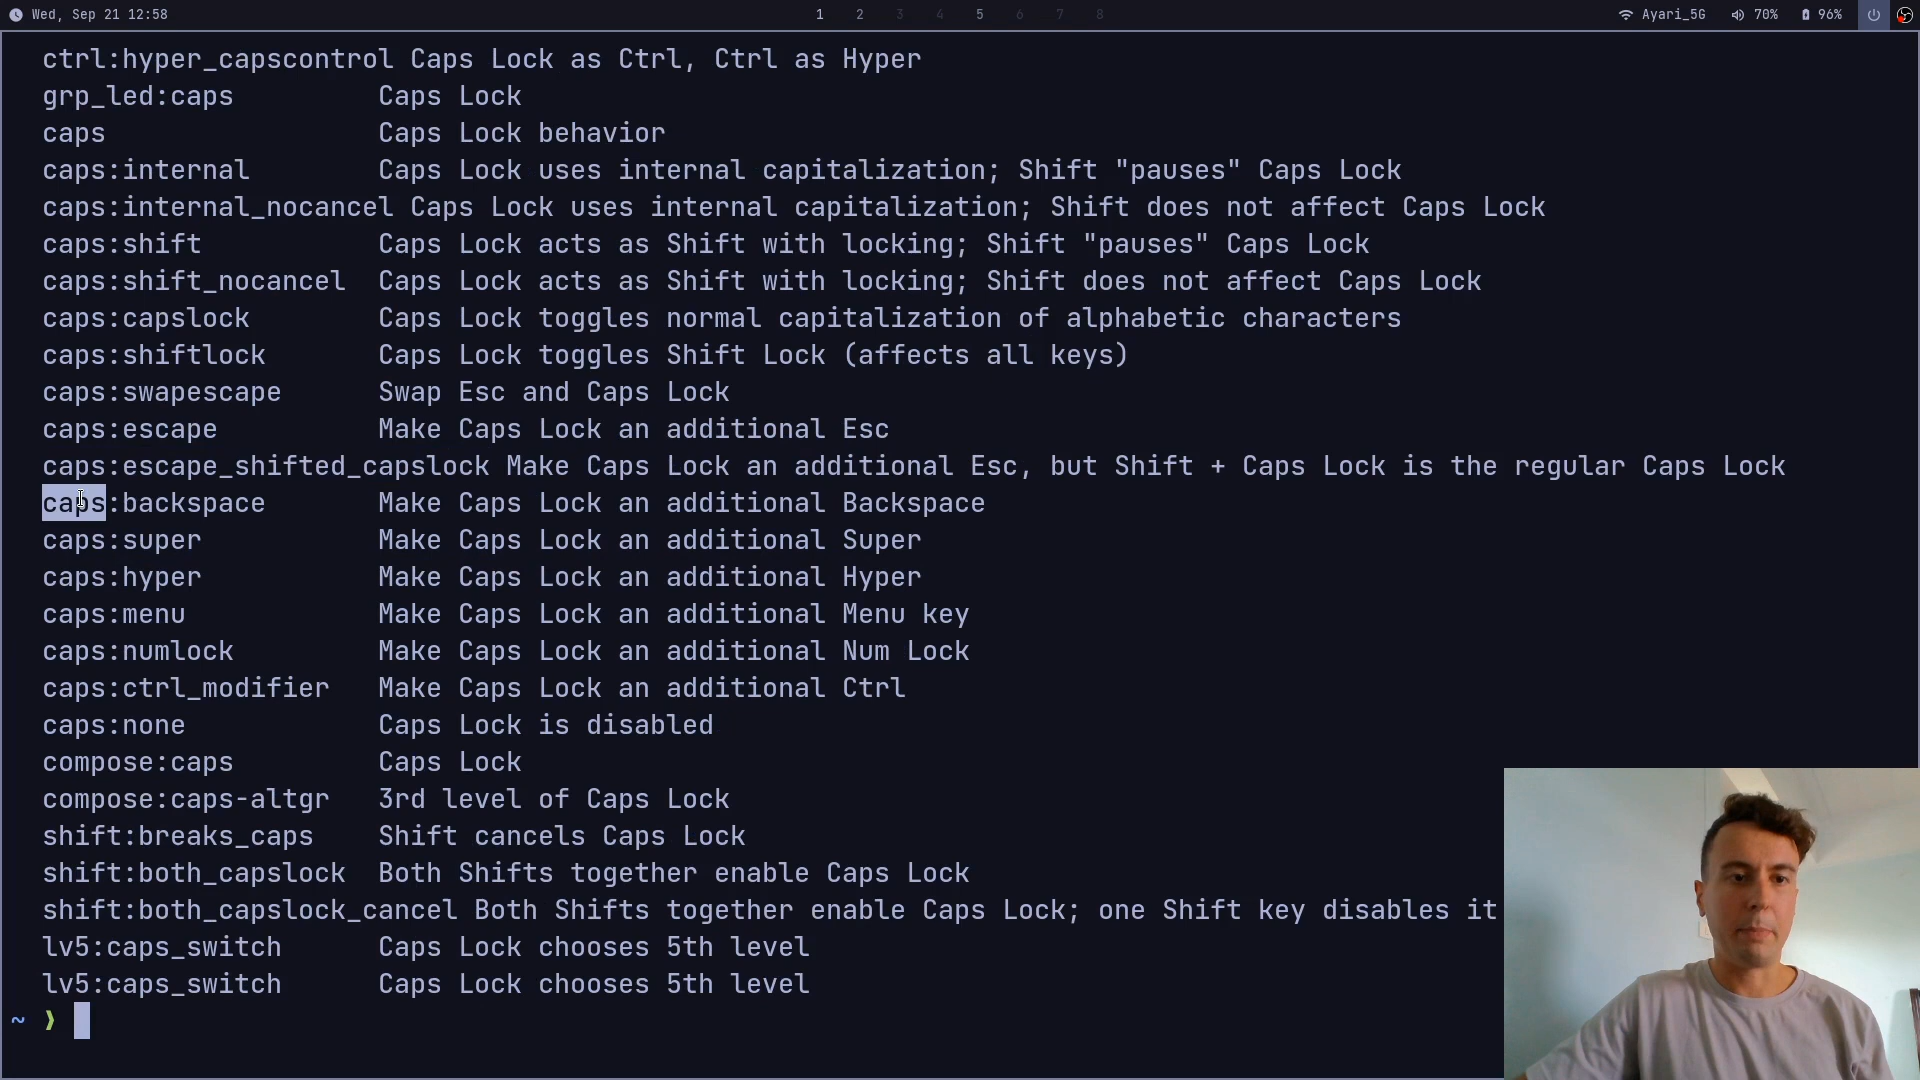 Wed, Sep 21 12:58 1 2 3 4 5 6 7 8 Ayari_5G 70% 96%
ctrl:hyper_capscontrol Caps Lock as Ctrl, Ctrl as Hyper
grp_led:caps Caps Lock
caps Caps Lock behavior
caps:internal Caps Lock uses internal capitalization; Shift "pauses" Caps Lock
caps:internal_nocancel Caps Lock uses internal capitalization; Shift does not affect Caps Lock
caps:shift Caps Lock acts as Shift with locking; Shift "pauses" Caps Lock
caps:shift_nocancel Caps Lock acts as Shift with locking; Shift does not affect Caps Lock
caps:capslock Caps Lock toggles normal capitalization of alphabetic characters
caps:shiftlock Caps Lock toggles Shift Lock (affects all keys)
caps:swapescape Swap Esc and Caps Lock
caps:escape Make Caps Lock an additional Esc
caps:escape_shifted_capslock Make Caps Lock an additional Esc, but Shift + Caps Lock is the regular Caps Lock
caps:backspace Make Caps Lock an additional Backspace
caps:super Make Caps Lock an additional Super
caps:hyper Make Caps Lock an additional Hyper
caps:menu Make Caps Lock an additional Menu key
caps:numlock Make Caps Lock an additional Num Lock
caps:ctrl_modifier Make Caps Lock an additional Ctrl
caps:none Caps Lock is disabled
compose:caps Caps Lock
compose:caps-altgr 3rd level of Caps Lock
shift:breaks_caps Shift cancels Caps Lock
shift:both_capslock Both Shifts together enable Caps Lock
shift:both_capslock_cancel Both Shifts together enable Caps Lock; one Shift key disables it
lv5:caps_switch Caps Lock chooses 5th level
lv5:caps_switch Caps Lock chooses 5th level
~ ❯